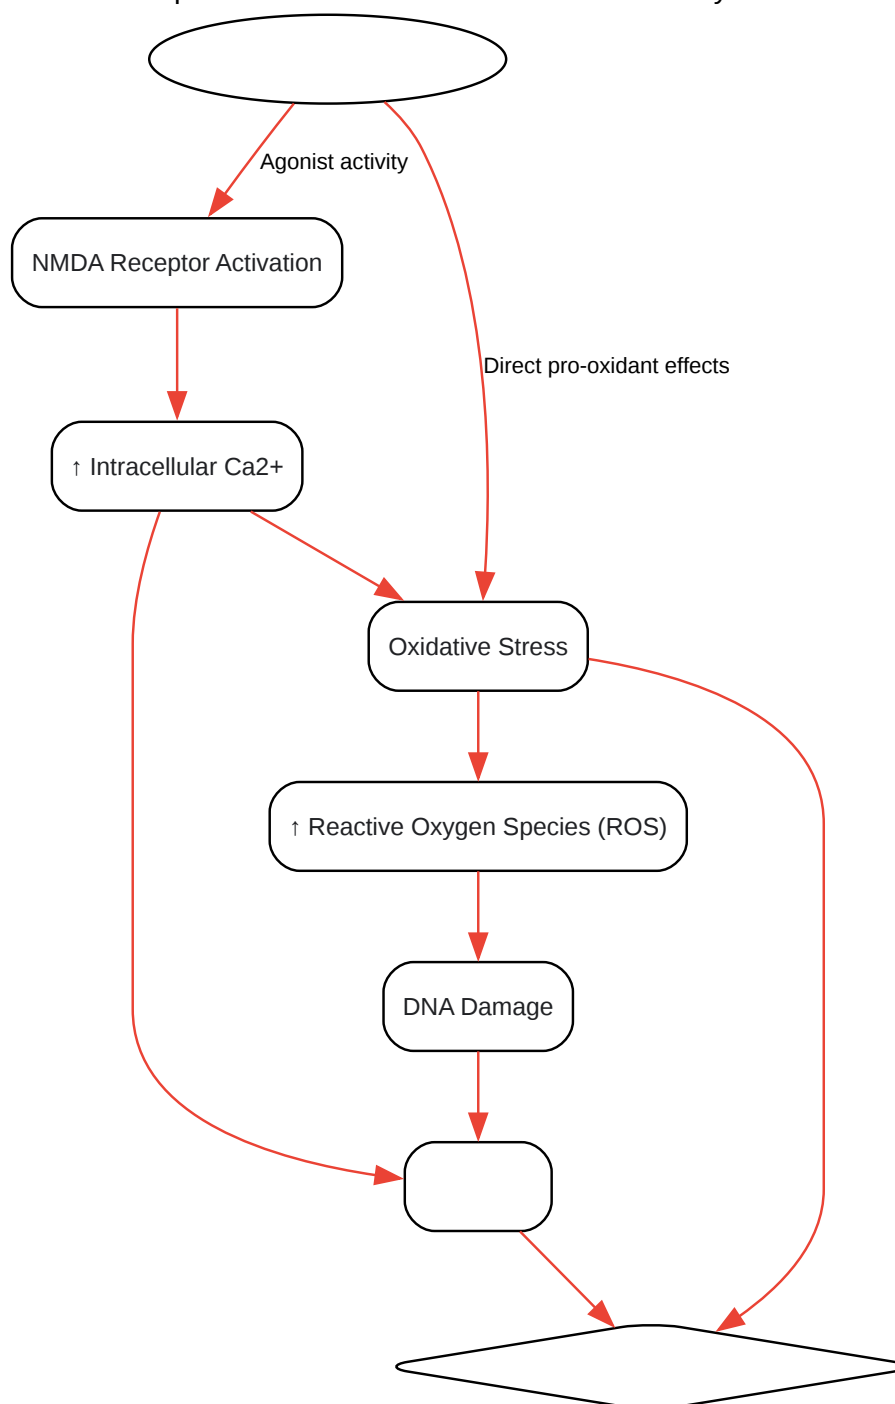 Agonist activity
NMDA Receptor Activation
Direct pro-oxidant effects
↑ Intracellular Ca2+
Oxidative Stress
↑ Reactive Oxygen Species (ROS)
DNA Damage